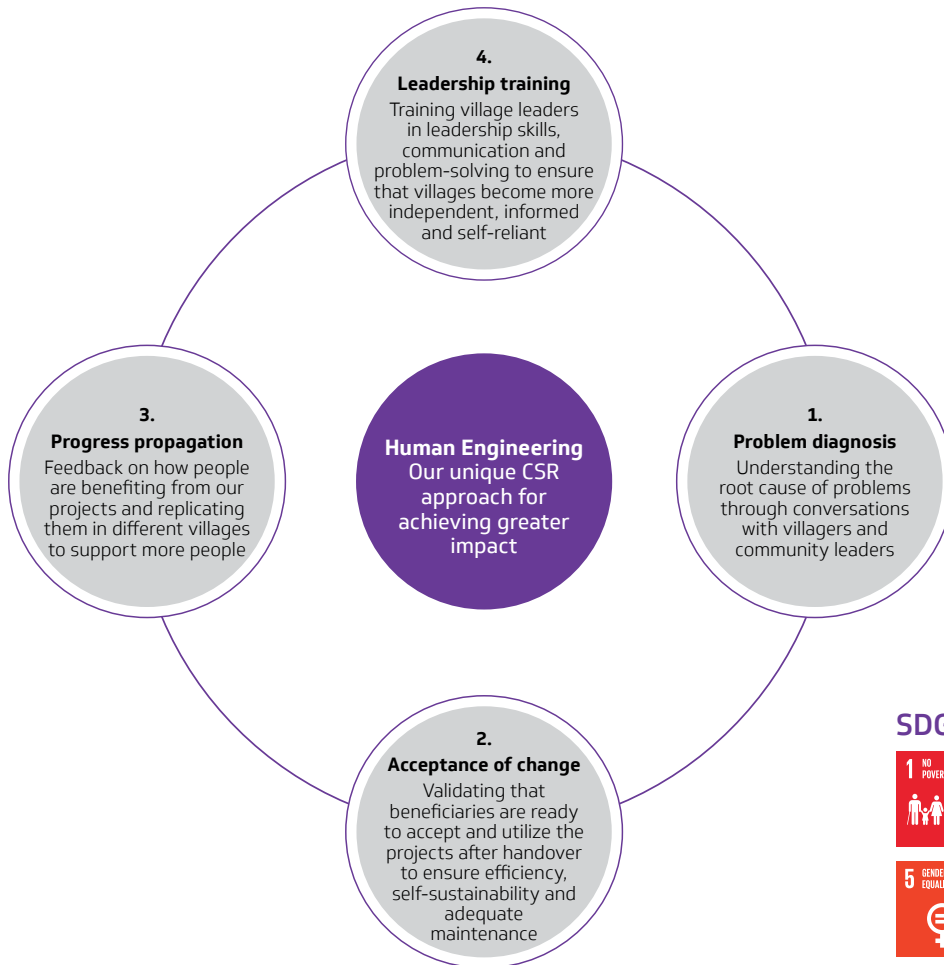 4.
Leadership training
Training village leaders
in leadership skills,
communication and
problem-solving to ensure
that villages become more
independent, informed
and self-reliant
3.
Progress propagation
Feedback on how people
are benefiting from our
projects and replicating
them in different villages
to support more people
Human Engineering
Our unique CSR
approach for
achieving greater
impact
1.
Problem diagnosis
Understanding the
root cause of problems
through conversations
with villagers and
community leaders
2.
Acceptance of change
Validating that
beneficiaries are ready
to accept and utilize the
projects after handover
to ensure efficiency,
self-sustainability and
adequate
maintenance
SDG
1 NO
5